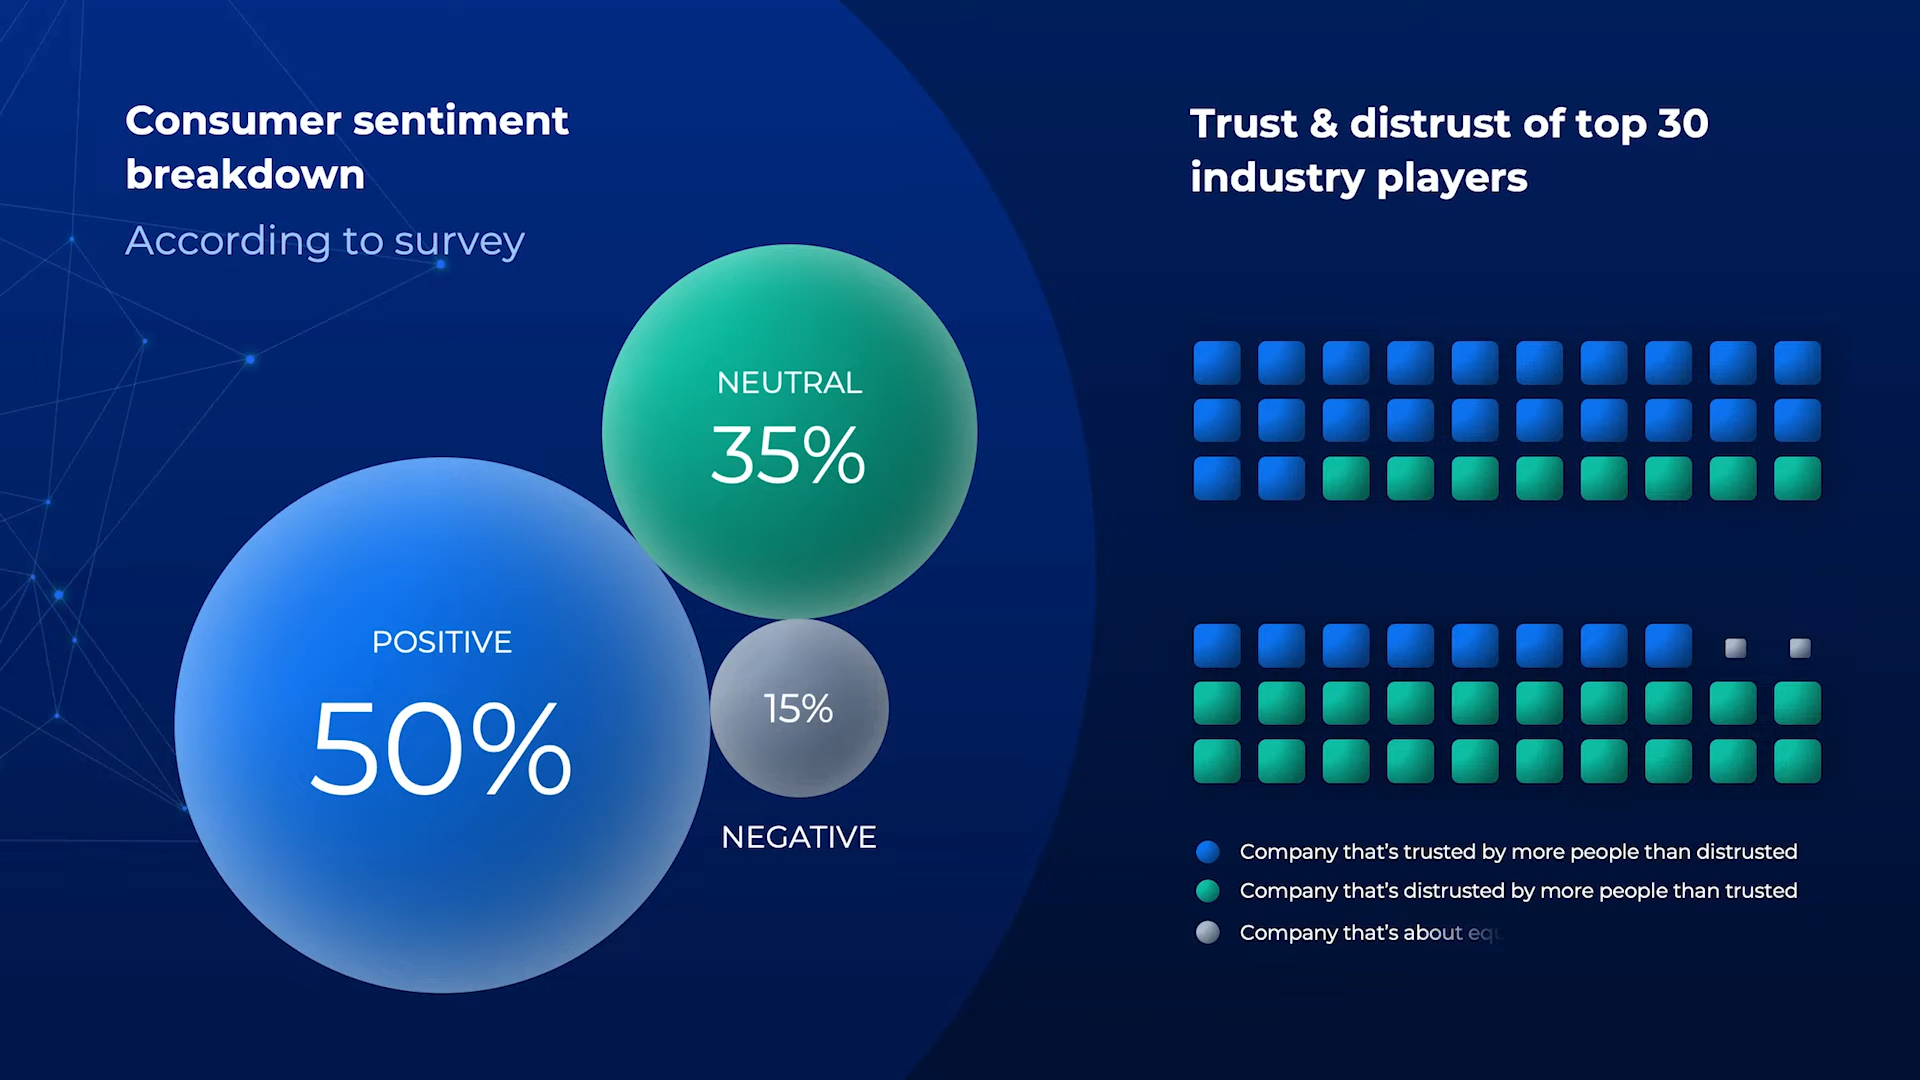 Consumer sentiment
breakdown
According to survey
NEUTRAL
35%
POSITIVE
50%
15%
NEGATIVE
Trust & distrust of top 30
industry players
Company that's trusted by more people than distrusted
Company that's distrusted by more people than trusted
Company that's about